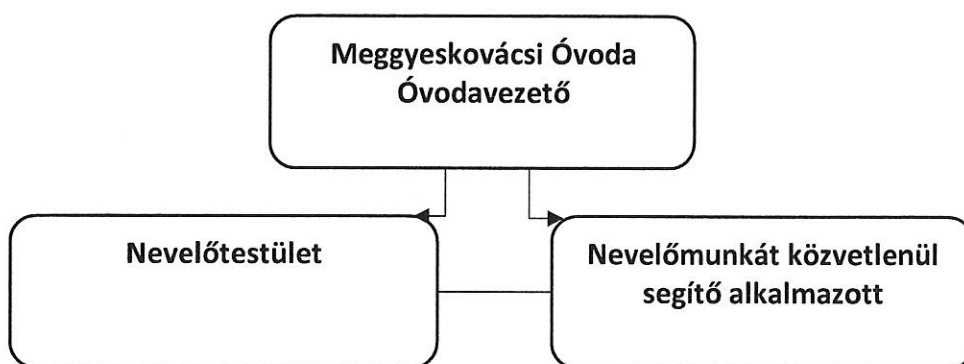 Meggyeskovácsi Óvoda
Óvodavezető
Nevelőtestület
Nevelőmunkát közvetlenül
segítő alkalmazott